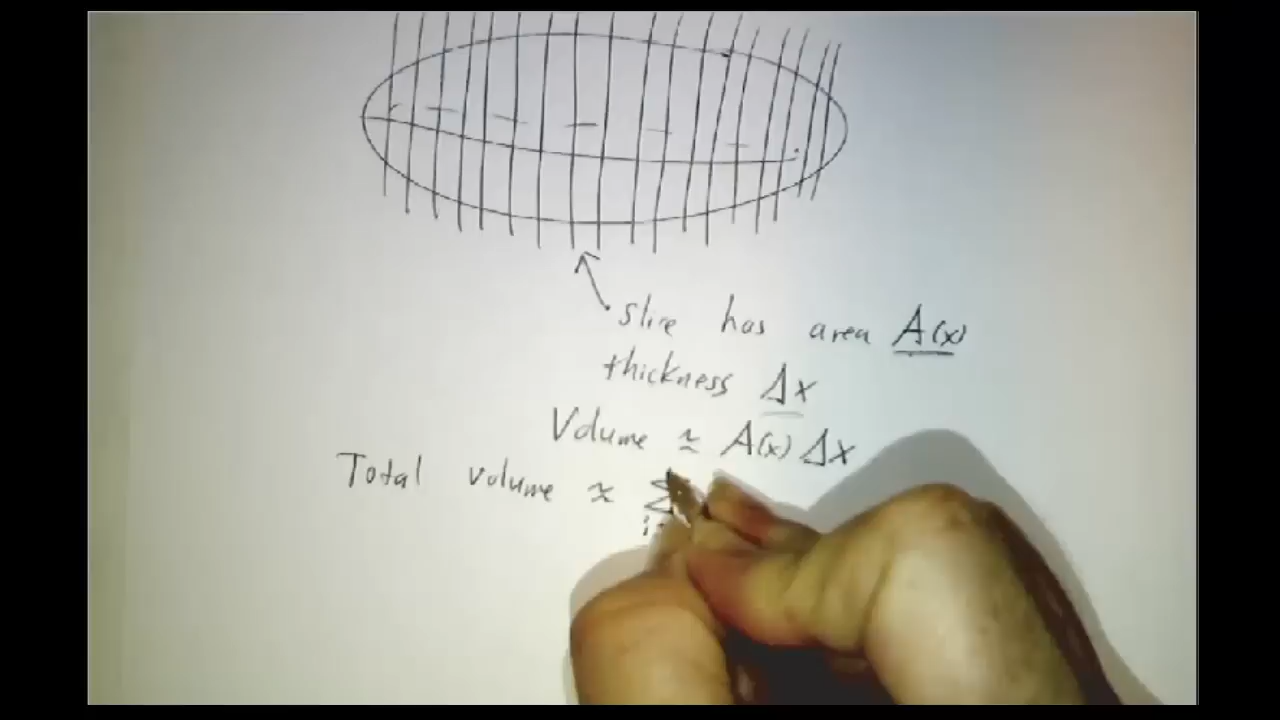 slice has area A(x)
thickness Δx
Volume ≈ A(x) Δx
Total volume ≈ Σ
i=